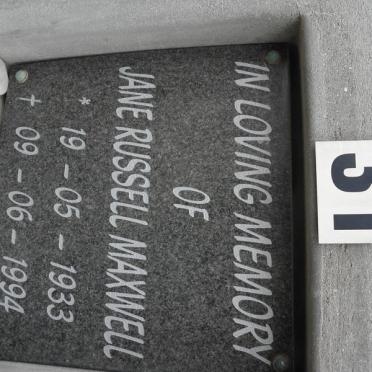 IN LOVING MEMORY
OF
JANE RUSSELL MAXWELL
* 19 – 05 – 1933
† 09 – 06 – 1994